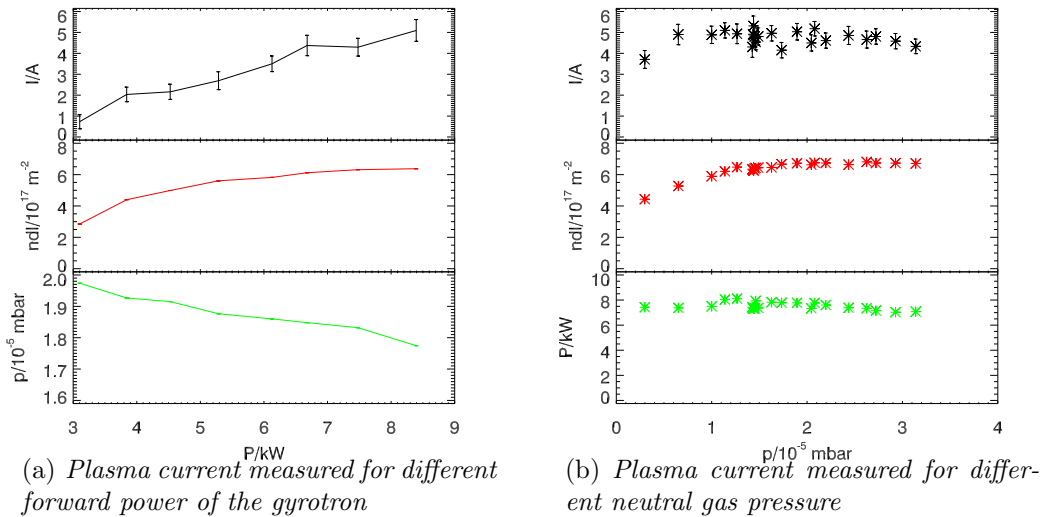 6
5
4
3
2
1
0
I/A
8
6
4
2
0
ndl/10^17 m^-2
2.0
1.9
1.8
1.7
1.6
p/10^-5 mbar
3 4 5 6 7 8 9
P/kW
(a) Plasma current measured for different
forward power of the gyrotron
6
5
4
3
2
1
0
I/A
8
6
4
2
0
ndl/10^17 m^-2
10
8
6
4
2
0
P/kW
0 1 2 3 4
p/10^-5 mbar
(b) Plasma current measured for differ-
ent neutral gas pressure